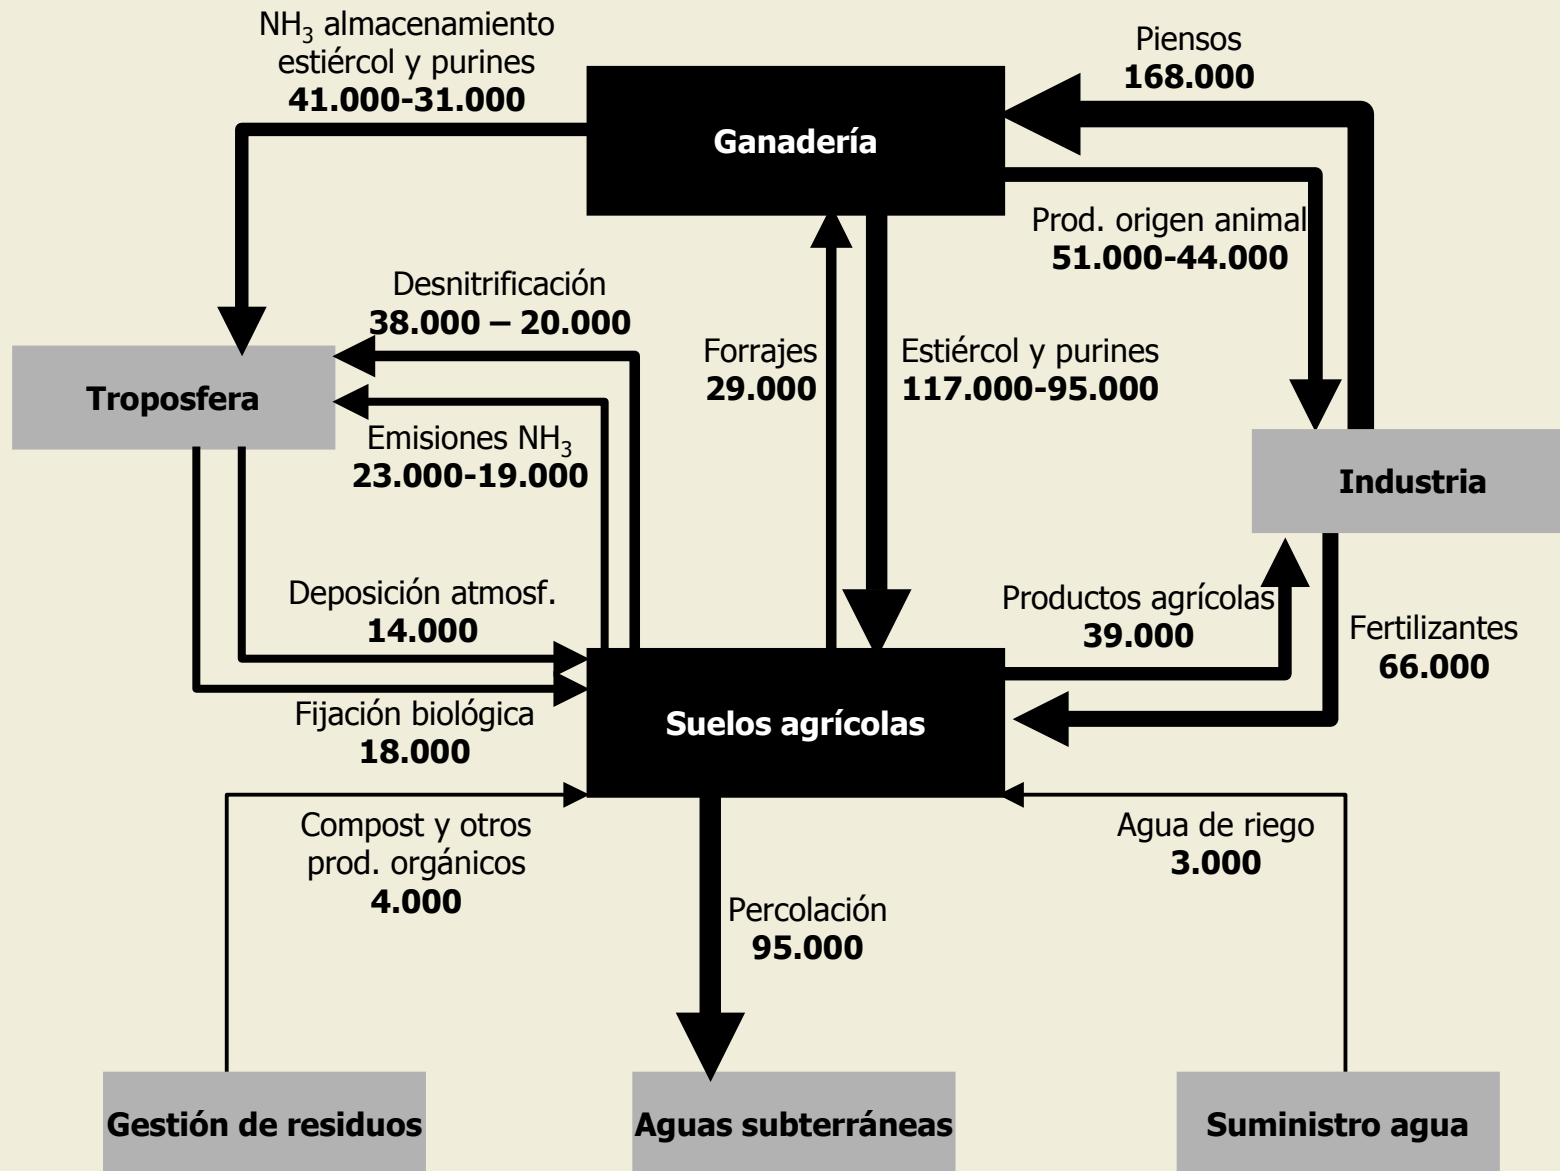 NH₃ almacenamiento
estiércol y purines
41.000-31.000
Piensos
168.000
Ganadería
Prod. origen animal
51.000-44.000
Desnitrificación
38.000 – 20.000
Forrajes
29.000
Estiércol y purines
117.000-95.000
Troposfera
Emisiones NH₃
23.000-19.000
Industria
Deposición atmosf.
14.000
Productos agrícolas
39.000
Fertilizantes
66.000
Fijación biológica
18.000
Suelos agrícolas
Compost y otros
prod. orgánicos
4.000
Agua de riego
3.000
Percolación
95.000
Gestión de residuos
Aguas subterráneas
Suministro agua